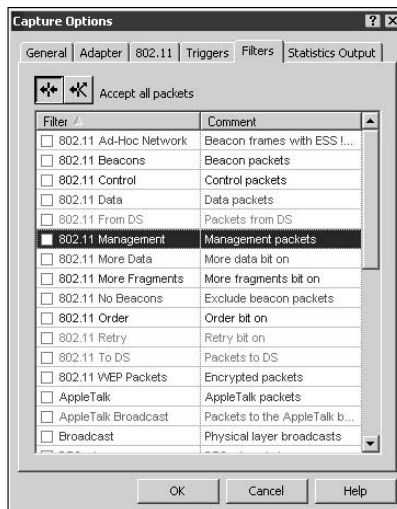 Capture Options
General Adapter 802.11 Triggers Filters Statistics Output
Accept all packets
Filter Comment
802.11 Ad-Hoc Network Beacon frames with ESS !...
802.11 Beacons Beacon packets
802.11 Control Control packets
802.11 Data Data packets
802.11 From DS Packets from DS
802.11 Management Management packets
802.11 More Data More data bit on
802.11 More Fragments More fragments bit on
802.11 No Beacons Exclude beacon packets
802.11 Order Order bit on
802.11 Retry Retry bit on
802.11 To DS Packets to DS
802.11 WEP Packets Encrypted packets
AppleTalk AppleTalk packets
AppleTalk Broadcast Packets to the AppleTalk b...
Broadcast Physical layer broadcasts
OK Cancel Help